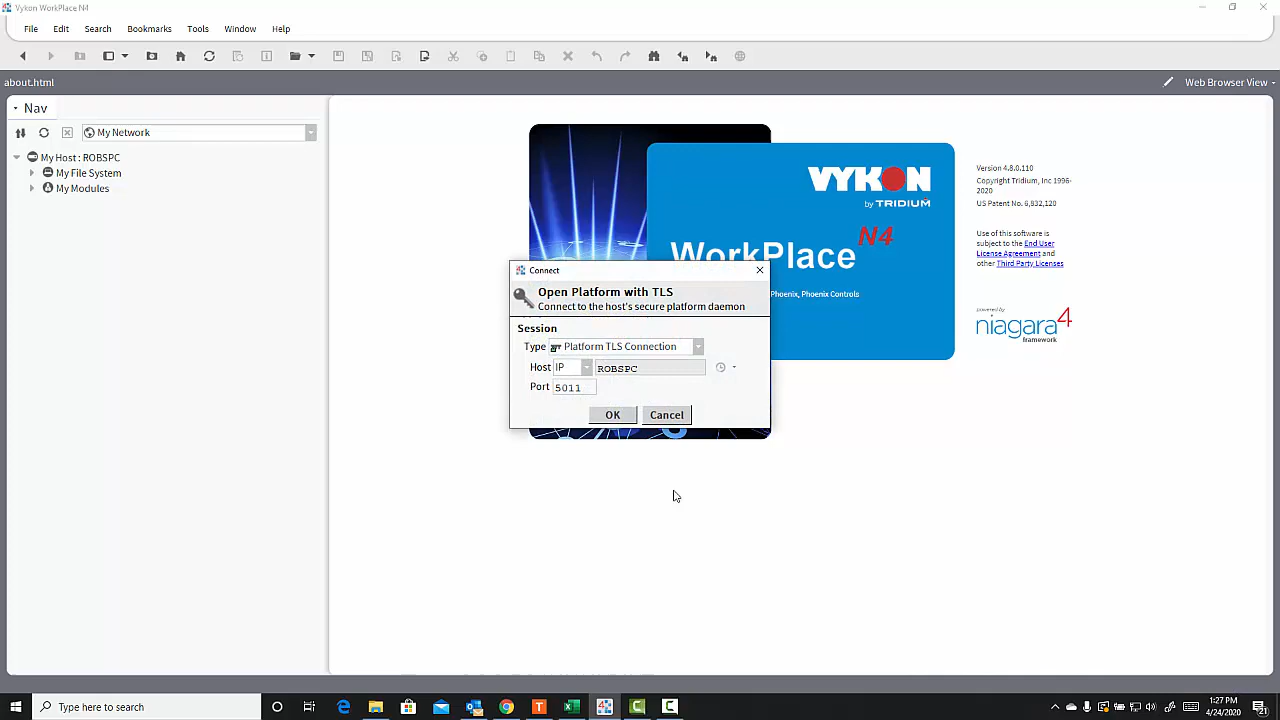 Vykon WorkPlace N4
File Edit Search Bookmarks Tools Window Help
about.html
Web Browser View
Nav
My Network
My Host : ROBSPC
My File System
My Modules
VYKON
by TRIDIUM
WorkPlace N4
Phoenix, Phoenix Controls
Version 4.8.0.110
Copyright Tridium, Inc 1996-
2020
US Patent No. 6,832,120
Use of this software is
subject to the End User
License Agreement and
other Third Party Licenses
powered by
niagara4
framework
Connect
Open Platform with TLS
Connect to the host's secure platform daemon
Session
Type Platform TLS Connection
Host IP ROBSPC
Port 5011
OK Cancel
Type here to search
1:27 PM
4/24/2020